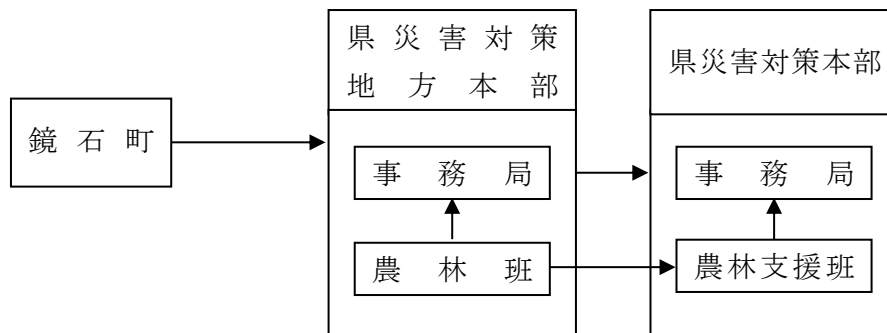 県災害対策
地方本部
県災害対策本部
鏡石町
事務局
事務局
農林班
農林支援班